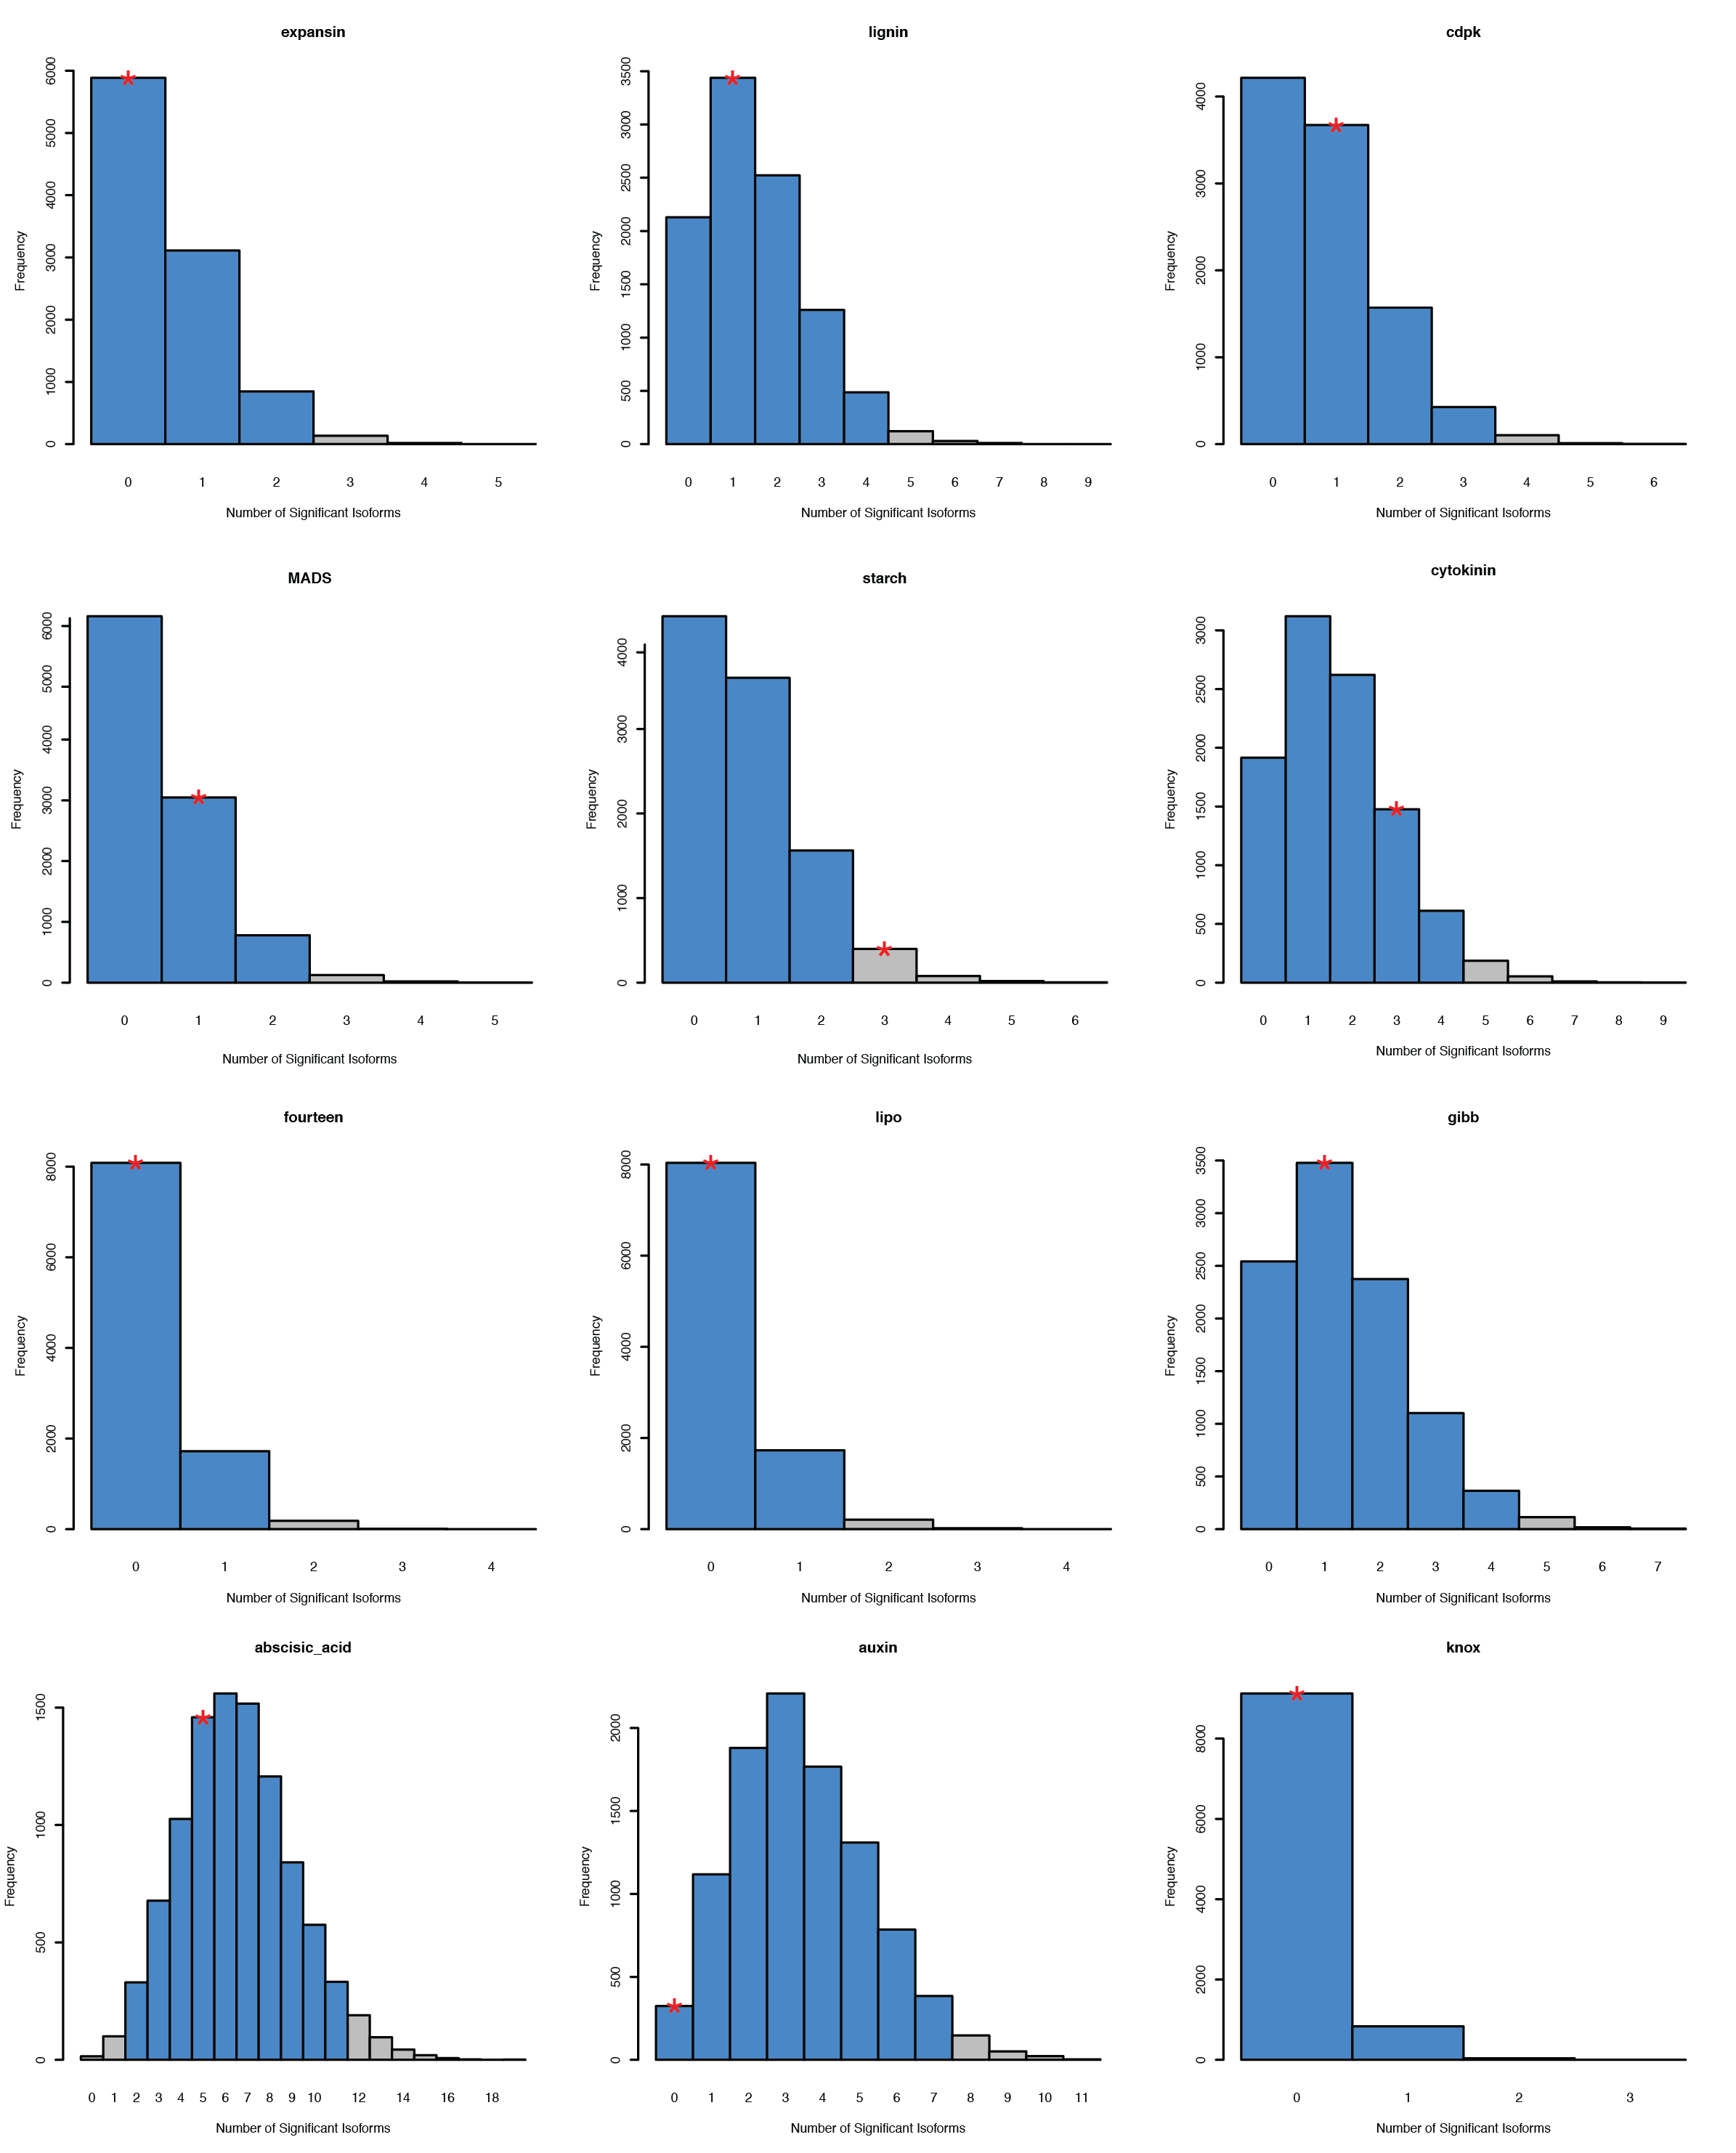 expansin
Frequency
6000
5000
4000
3000
2000
1000
0
0 1 2 3 4 5
Number of Significant Isoforms
lignin
Frequency
3500
3000
2500
2000
1500
1000
500
0
0 1 2 3 4 5 6 7 8 9
Number of Significant Isoforms
cdpk
Frequency
4000
3000
2000
1000
0
0 1 2 3 4 5 6
Number of Significant Isoforms
MADS
Frequency
6000
5000
4000
3000
2000
1000
0
0 1 2 3 4 5
Number of Significant Isoforms
starch
Frequency
4000
3000
2000
1000
0
0 1 2 3 4 5 6
Number of Significant Isoforms
cytokinin
Frequency
3000
2500
2000
1500
1000
500
0
0 1 2 3 4 5 6 7 8 9
Number of Significant Isoforms
fourteen
Frequency
8000
6000
4000
2000
0
0 1 2 3 4
Number of Significant Isoforms
lipo
Frequency
8000
6000
4000
2000
0
0 1 2 3 4
Number of Significant Isoforms
gibb
Frequency
3500
3000
2500
2000
1500
1000
500
0
0 1 2 3 4 5 6 7
Number of Significant Isoforms
abscisic_acid
Frequency
1500
1000
500
0
0 1 2 3 4 5 6 7 8 9 10 12 14 16 18
Number of Significant Isoforms
auxin
Frequency
2000
1500
1000
500
0
0 1 2 3 4 5 6 7 8 9 10 11
Number of Significant Isoforms
knox
Frequency
8000
6000
4000
2000
0
0 1 2 3
Number of Significant Isoforms